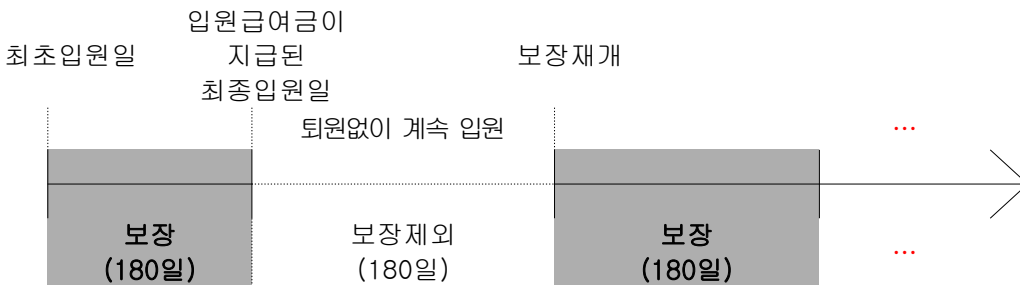 최초입원일
입원급여금이
지급된
최종입원일
보장재개
퇴원없이 계속 입원
...
보장
(180일)
보장제외
(180일)
보장
(180일)
...